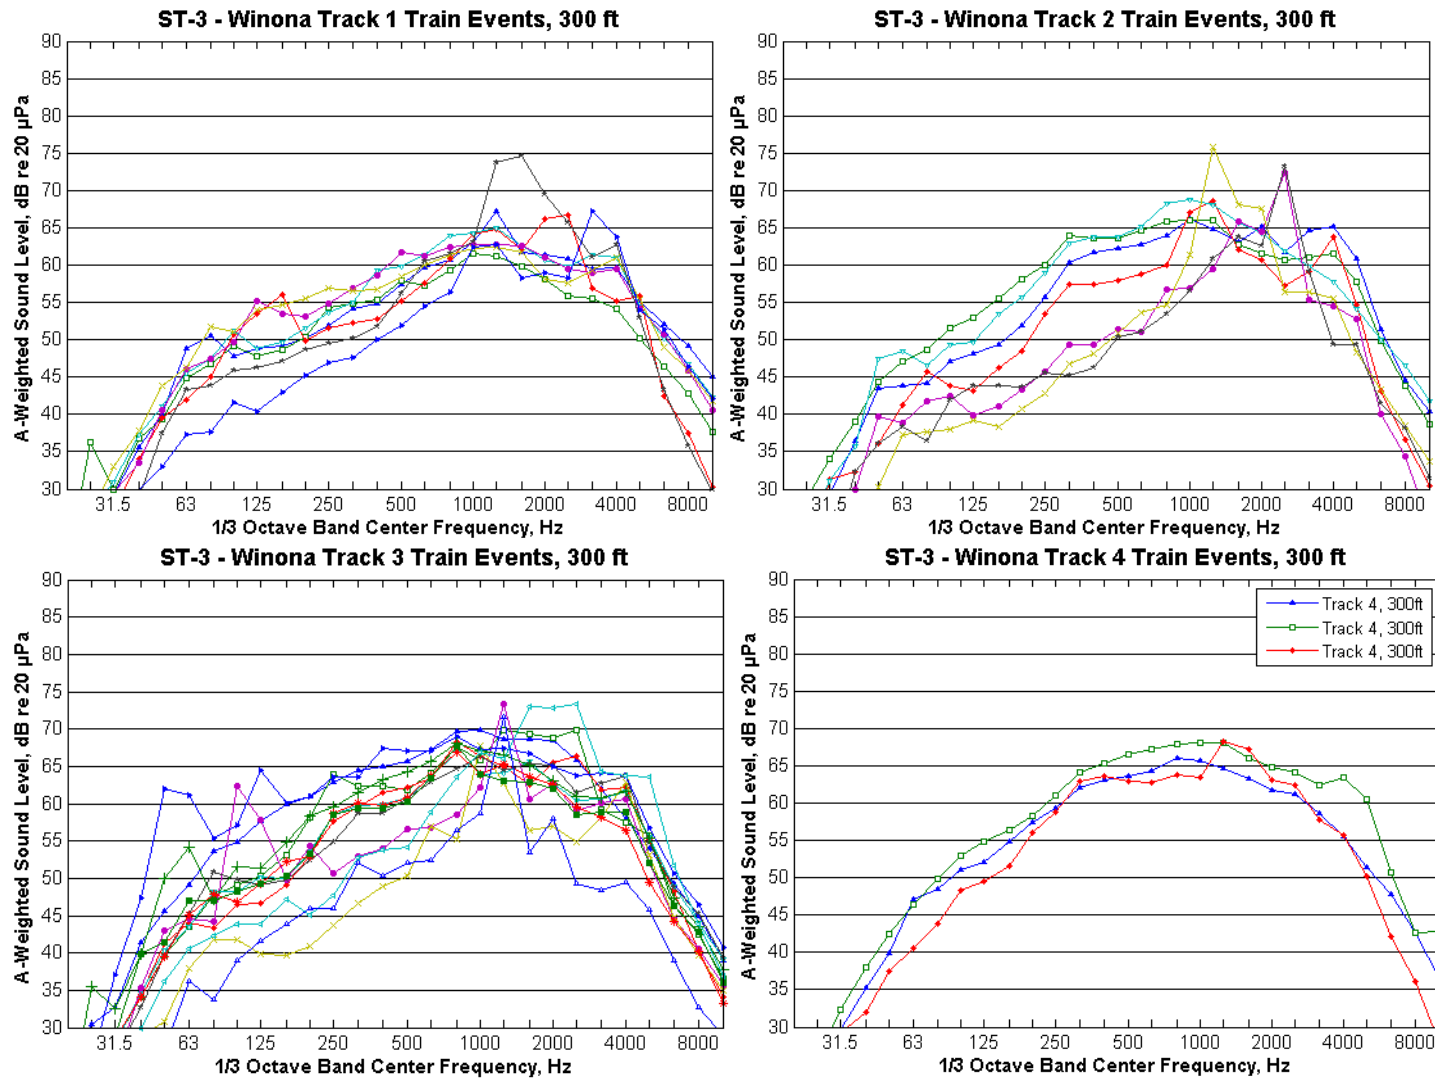 ST-3 - Winona Track 1 Train Events, 300 ft
A-Weighted Sound Level, dB re 20 µPa
90
85
80
75
70
65
60
55
50
45
40
35
30
31.5 63 125 250 500 1000 2000 4000 8000
1/3 Octave Band Center Frequency, Hz
ST-3 - Winona Track 2 Train Events, 300 ft
A-Weighted Sound Level, dB re 20 µPa
90
85
80
75
70
65
60
55
50
45
40
35
30
31.5 63 125 250 500 1000 2000 4000 8000
1/3 Octave Band Center Frequency, Hz
ST-3 - Winona Track 3 Train Events, 300 ft
A-Weighted Sound Level, dB re 20 µPa
90
85
80
75
70
65
60
55
50
45
40
35
30
31.5 63 125 250 500 1000 2000 4000 8000
1/3 Octave Band Center Frequency, Hz
ST-3 - Winona Track 4 Train Events, 300 ft
A-Weighted Sound Level, dB re 20 µPa
90
85
80
75
70
65
60
55
50
45
40
35
30
Track 4, 300ft
Track 4, 300ft
Track 4, 300ft
31.5 63 125 250 500 1000 2000 4000 8000
1/3 Octave Band Center Frequency, Hz